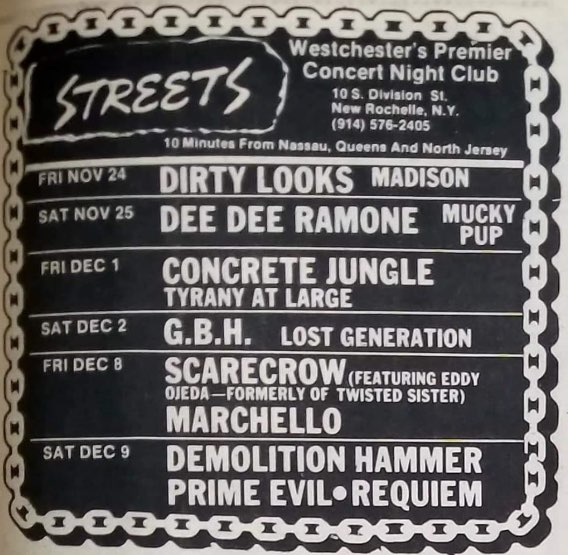 STREETS
Westchester's Premier
Concert Night Club
10 S. Division St.
New Rochelle, N.Y.
(914) 576-2405
10 Minutes From Nassau, Queens And North Jersey
FRI NOV 24 DIRTY LOOKS MADISON
SAT NOV 25 DEE DEE RAMONE MUCKY
PUP
FRI DEC 1 CONCRETE JUNGLE
TYRANY AT LARGE
SAT DEC 2 G.B.H. LOST GENERATION
FRI DEC 8 SCARECROW (FEATURING EDDY
OJEDA—FORMERLY OF TWISTED SISTER)
MARCHELLO
SAT DEC 9 DEMOLITION HAMMER
PRIME EVIL•REQUIEM